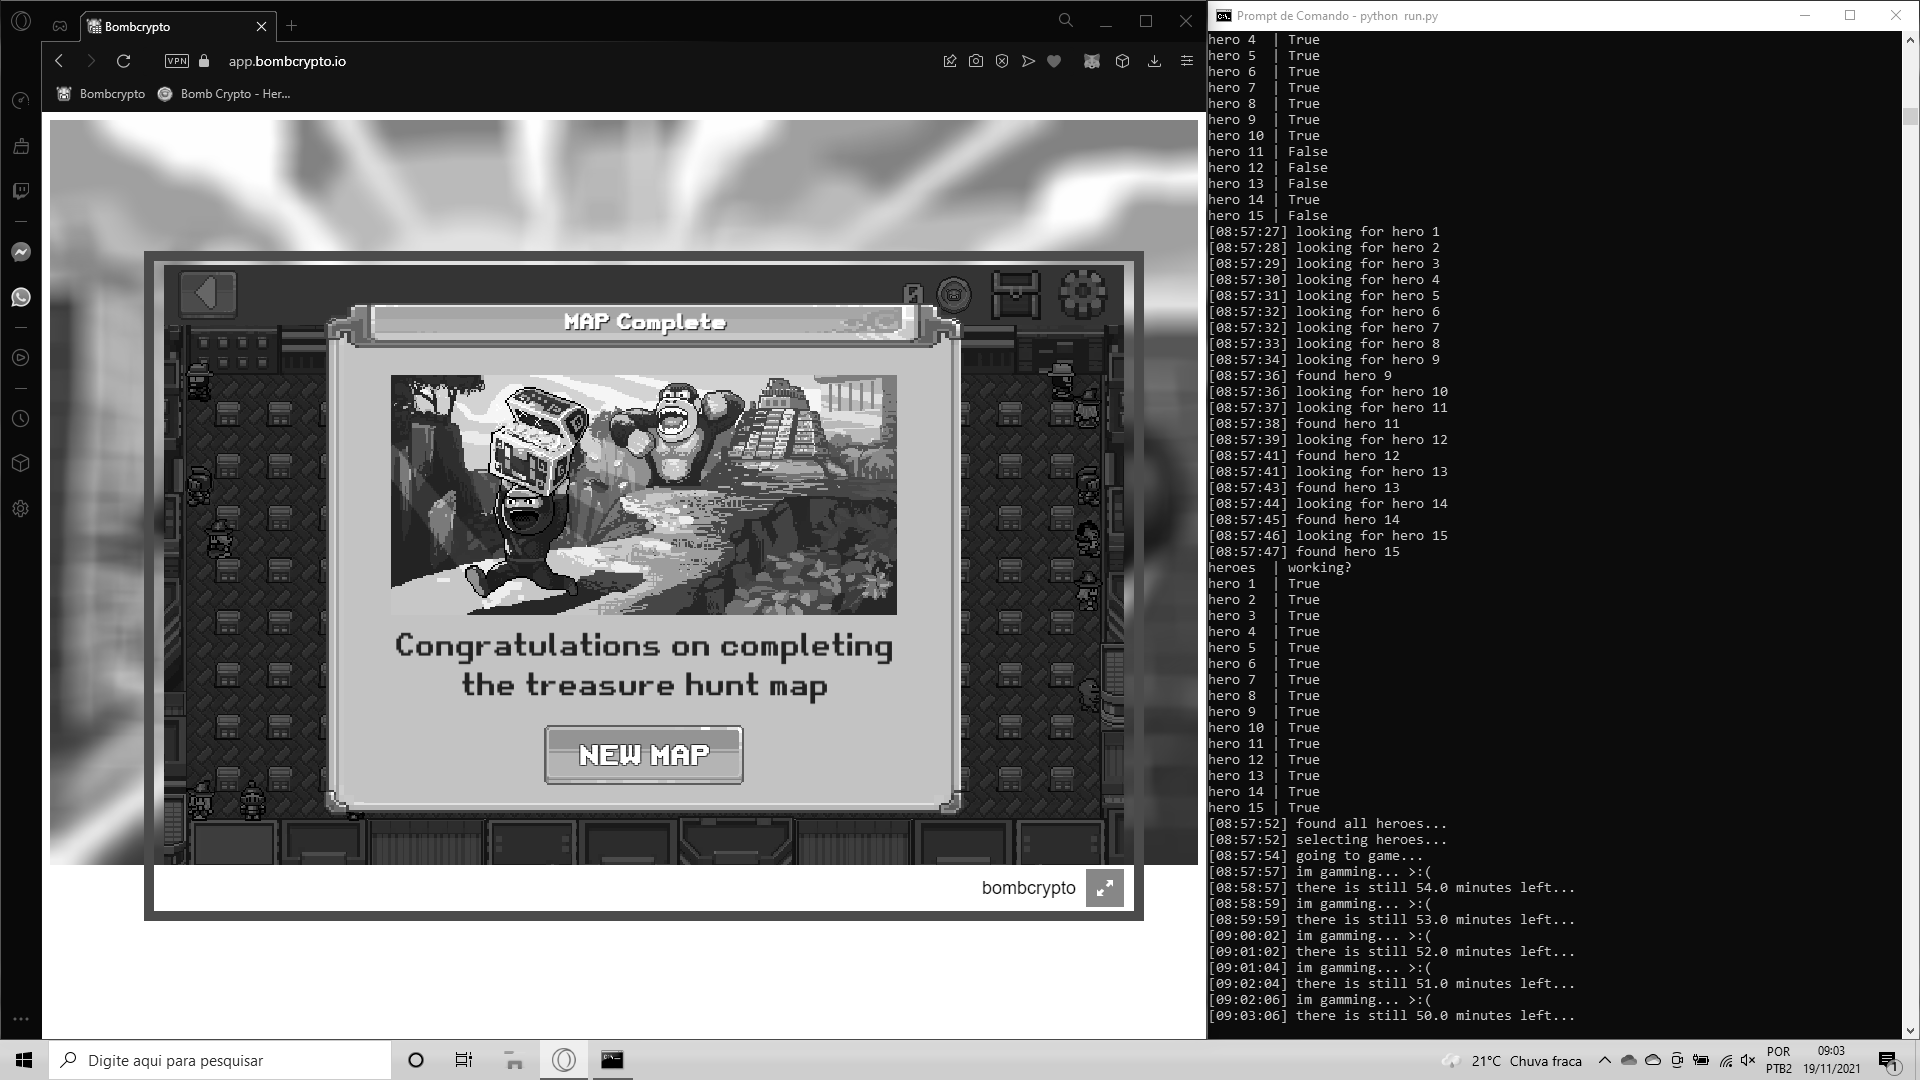 Bombcrypto
VPN
app.bombcrypto.io
Bombcrypto
Bomb Crypto - Her...
0
MAP Complete
Congratulations on completing
the treasure hunt map
NEW MAP
bombcrypto
Prompt de Comando - python  run.py
hero 4  | True
hero 5  | True
hero 6  | True
hero 7  | True
hero 8  | True
hero 9  | True
hero 10 | True
hero 11 | False
hero 12 | False
hero 13 | False
hero 14 | True
hero 15 | False
[08:57:27] looking for hero 1
[08:57:28] looking for hero 2
[08:57:29] looking for hero 3
[08:57:30] looking for hero 4
[08:57:31] looking for hero 5
[08:57:32] looking for hero 6
[08:57:32] looking for hero 7
[08:57:33] looking for hero 8
[08:57:34] looking for hero 9
[08:57:36] found hero 9
[08:57:36] looking for hero 10
[08:57:37] looking for hero 11
[08:57:38] found hero 11
[08:57:39] looking for hero 12
[08:57:41] found hero 12
[08:57:41] looking for hero 13
[08:57:43] found hero 13
[08:57:44] looking for hero 14
[08:57:45] found hero 14
[08:57:46] looking for hero 15
[08:57:47] found hero 15
heroes  | working?
hero 1  | True
hero 2  | True
hero 3  | True
hero 4  | True
hero 5  | True
hero 6  | True
hero 7  | True
hero 8  | True
hero 9  | True
hero 10 | True
hero 11 | True
hero 12 | True
hero 13 | True
hero 14 | True
hero 15 | True
[08:57:52] found all heroes...
[08:57:52] selecting heroes...
[08:57:54] going to game...
[08:57:57] im gamming... >:(
[08:58:57] there is still 54.0 minutes left...
[08:58:59] im gamming... >:(
[08:59:59] there is still 53.0 minutes left...
[09:00:02] im gamming... >:(
[09:01:02] there is still 52.0 minutes left...
[09:01:04] im gamming... >:(
[09:02:04] there is still 51.0 minutes left...
[09:02:06] im gamming... >:(
[09:03:06] there is still 50.0 minutes left...
Digite aqui para pesquisar
21°C Chuva fraca
POR
PTB2
09:03
19/11/2021
1